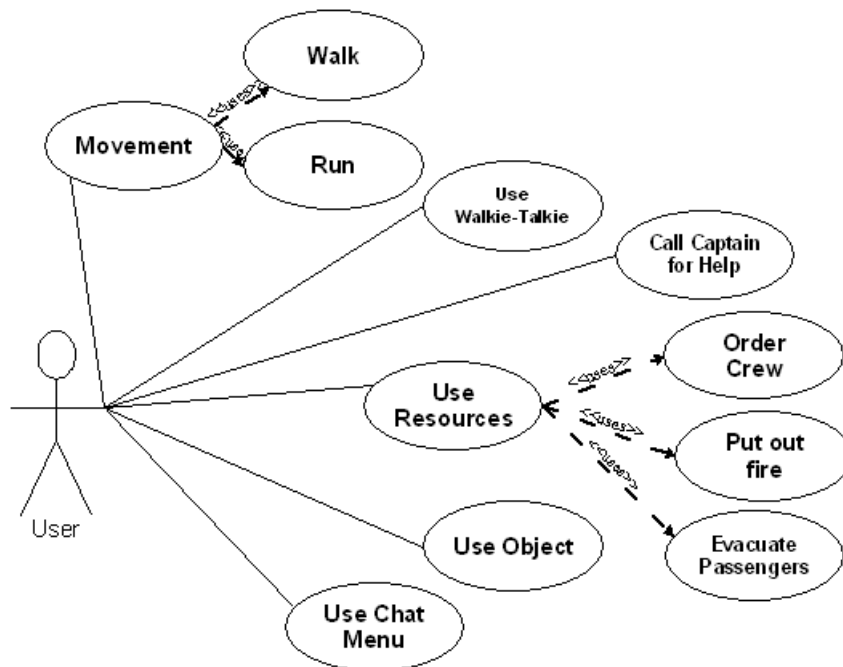 Walk
<<uses>>
Movement
<<uses
Run
Use
Walkie-Talkie
Call Captain
for Help
Order
Crew
<<uses>>
Use
Resources
<<uses>>
Put out
fire
<<uses>>
User
Use Object
Evacuate
Passengers
Use Chat
Menu